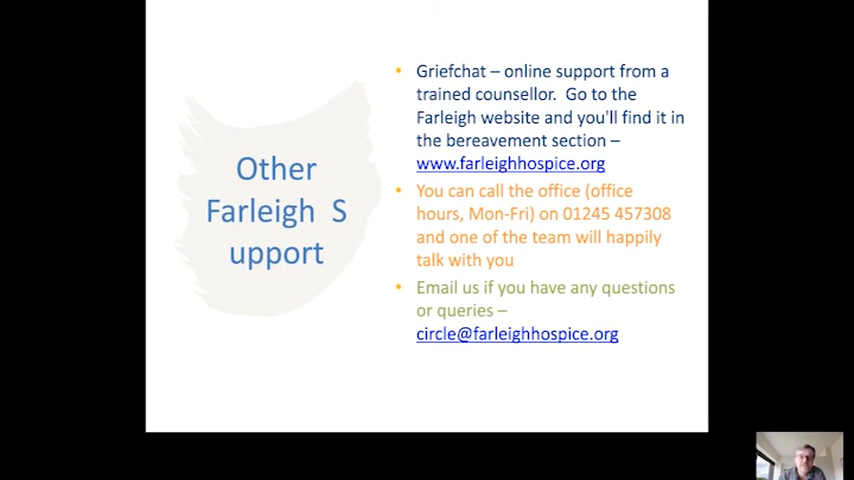 Other
Farleigh  S
upport
• Griefchat – online support from a
trained counsellor.  Go to the
Farleigh website and you'll find it in
the bereavement section –
www.farleighhospice.org
• You can call the office (office
hours, Mon-Fri) on 01245 457308
and one of the team will happily
talk with you
• Email us if you have any questions
or queries –
circle@farleighhospice.org